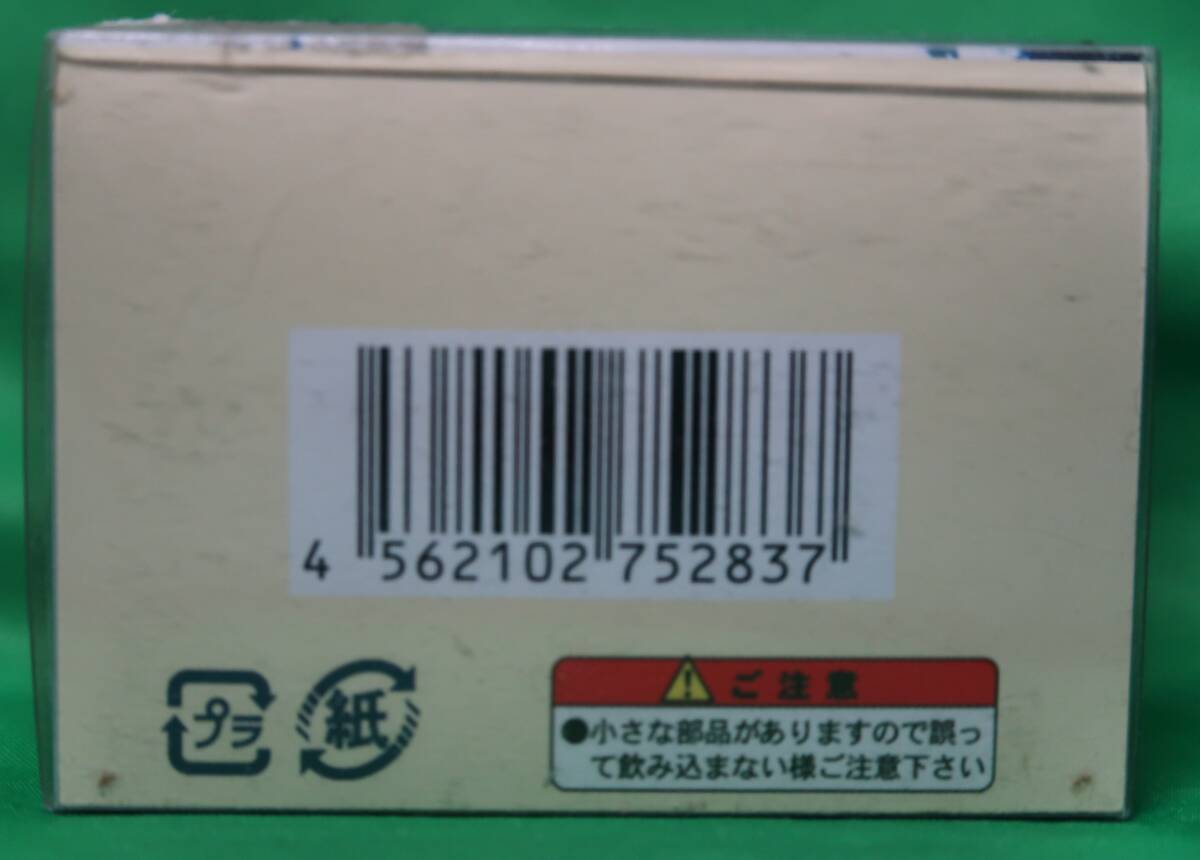 4 562102 752837
プラ
紙
ご注意
●小さな部品がありますので誤っ
て飲み込まない様ご注意下さい